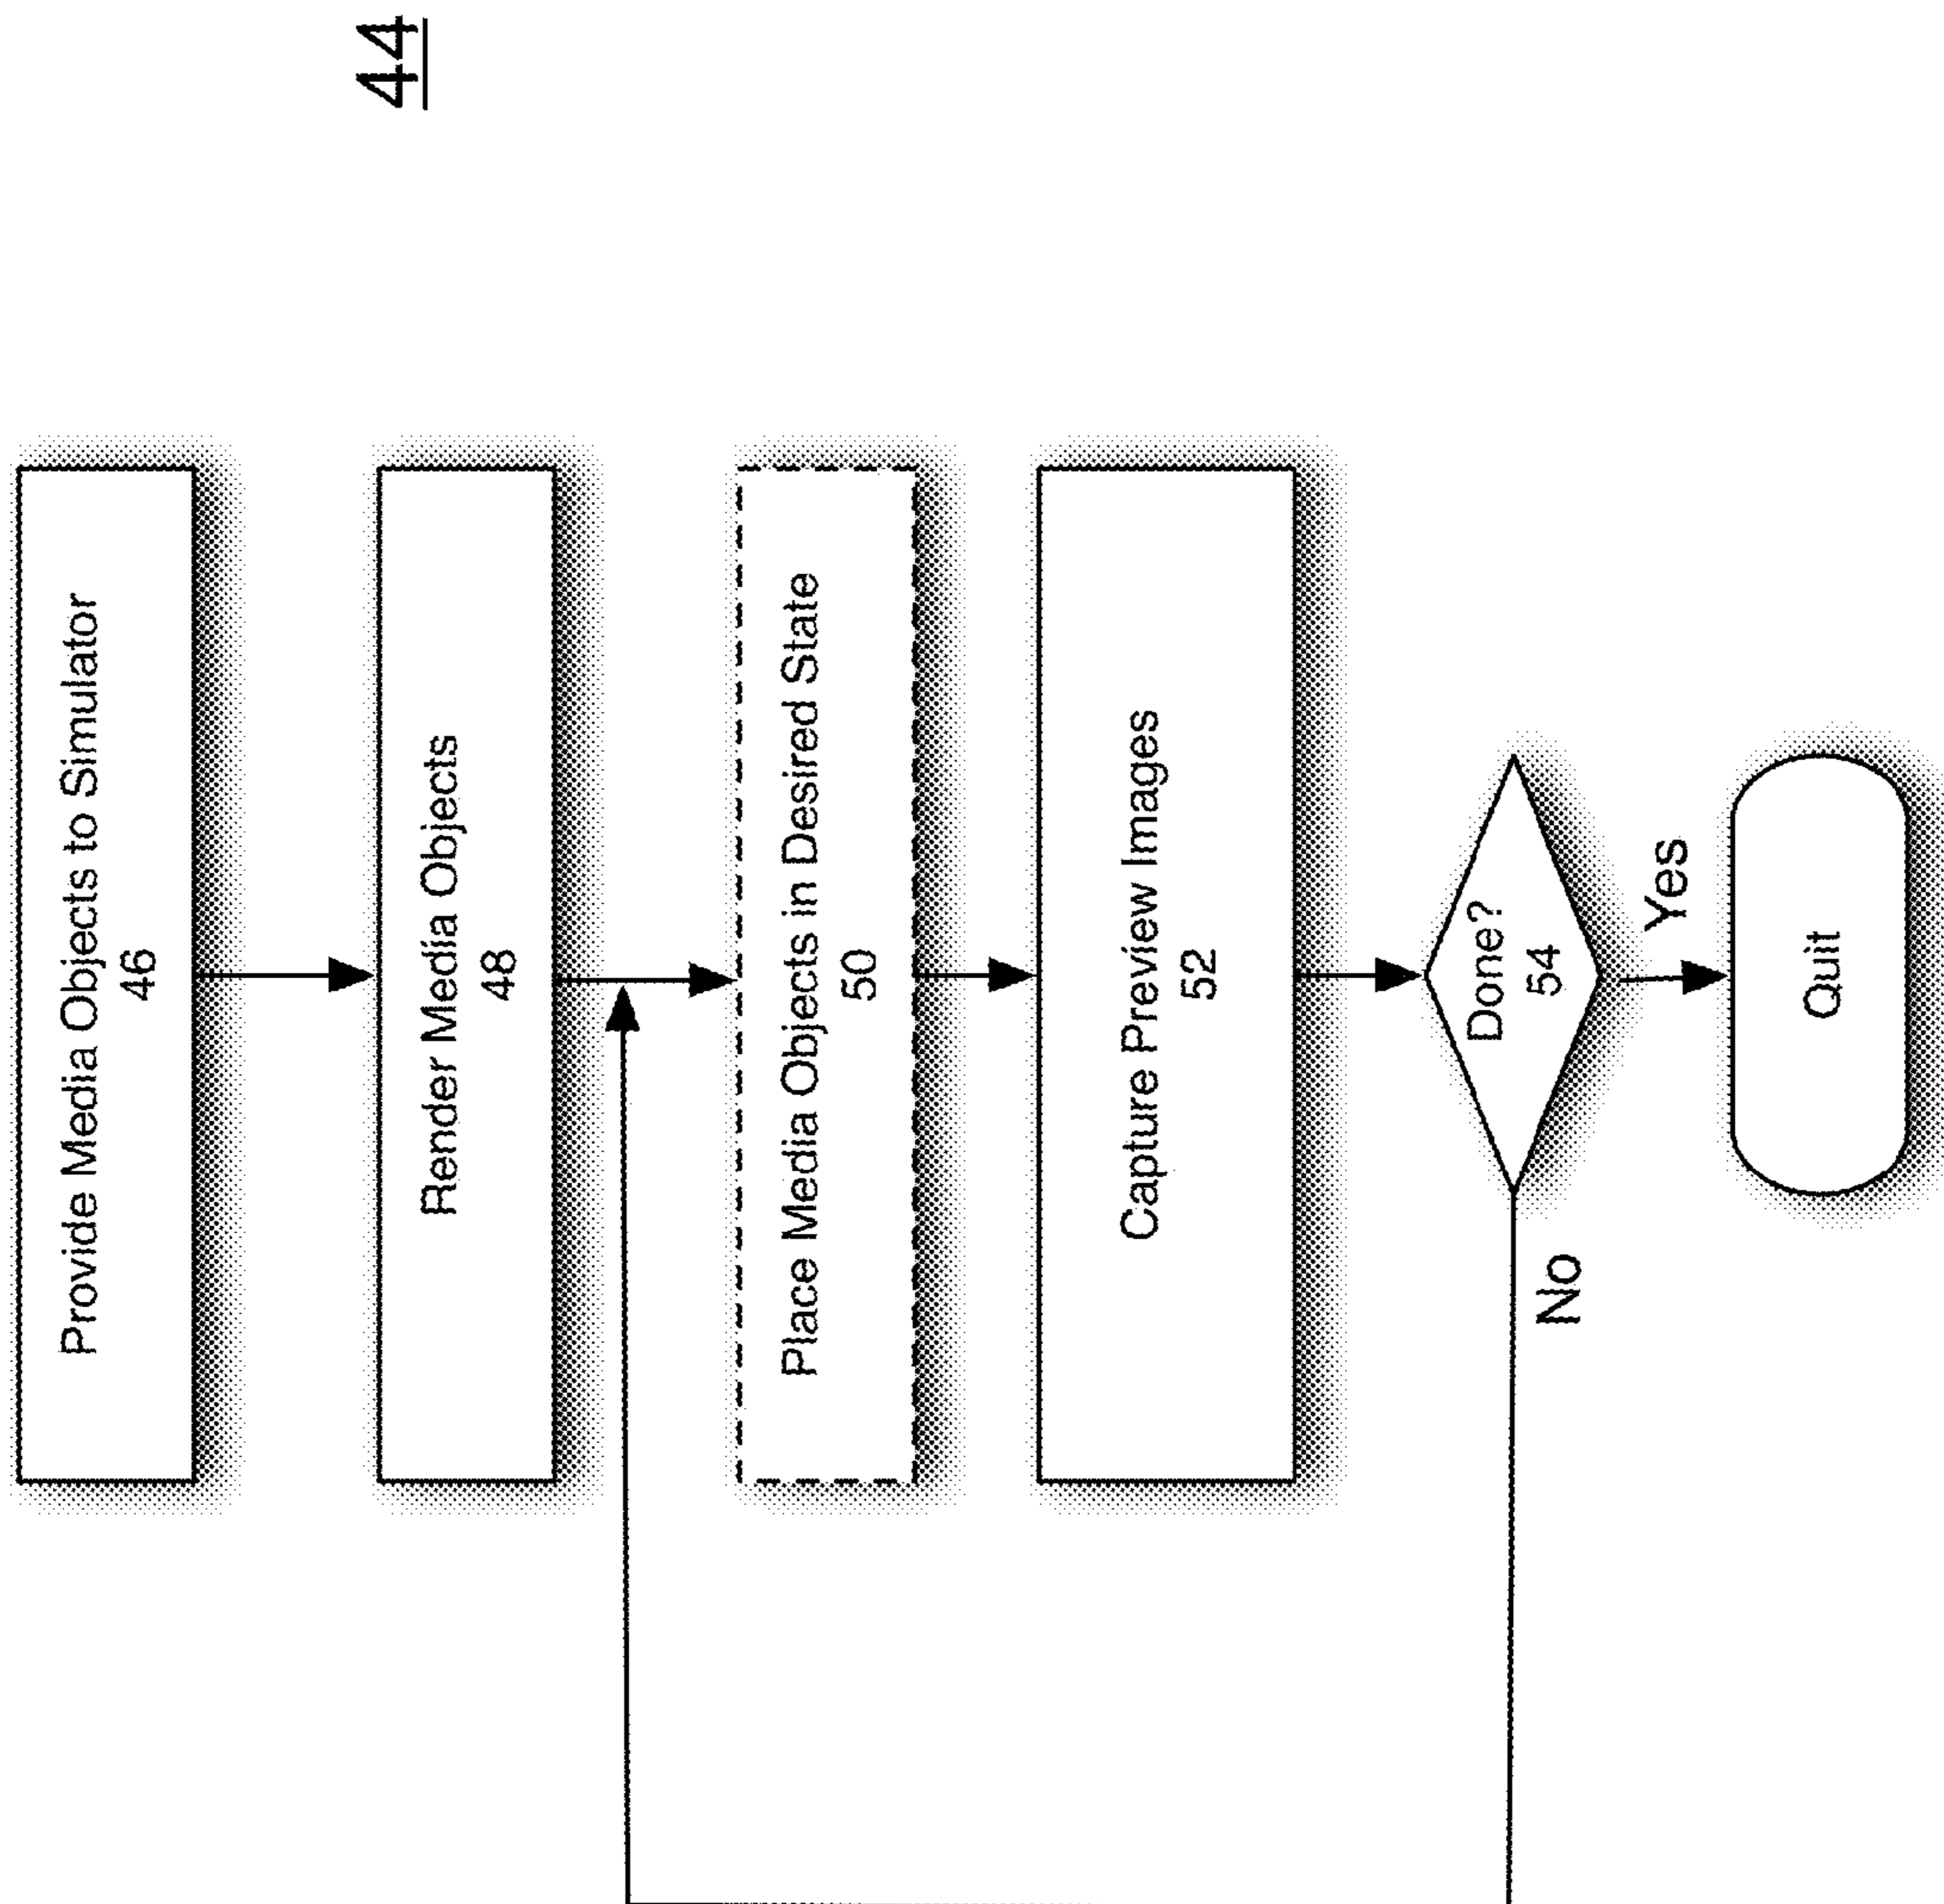 44
Provide Media Objects to Simulator
46
Render Media Objects
48
Place Media Objects in Desired State
50
Capture Preview Images
52
Done?
54
No
Yes
Quit